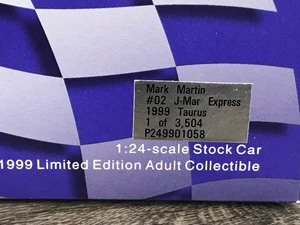 Mark Martin
#02 J-Mar Express
1999 Taurus
1 of 3,504
P249901058
1:24-scale Stock Car
1999 Limited Edition Adult Collectible